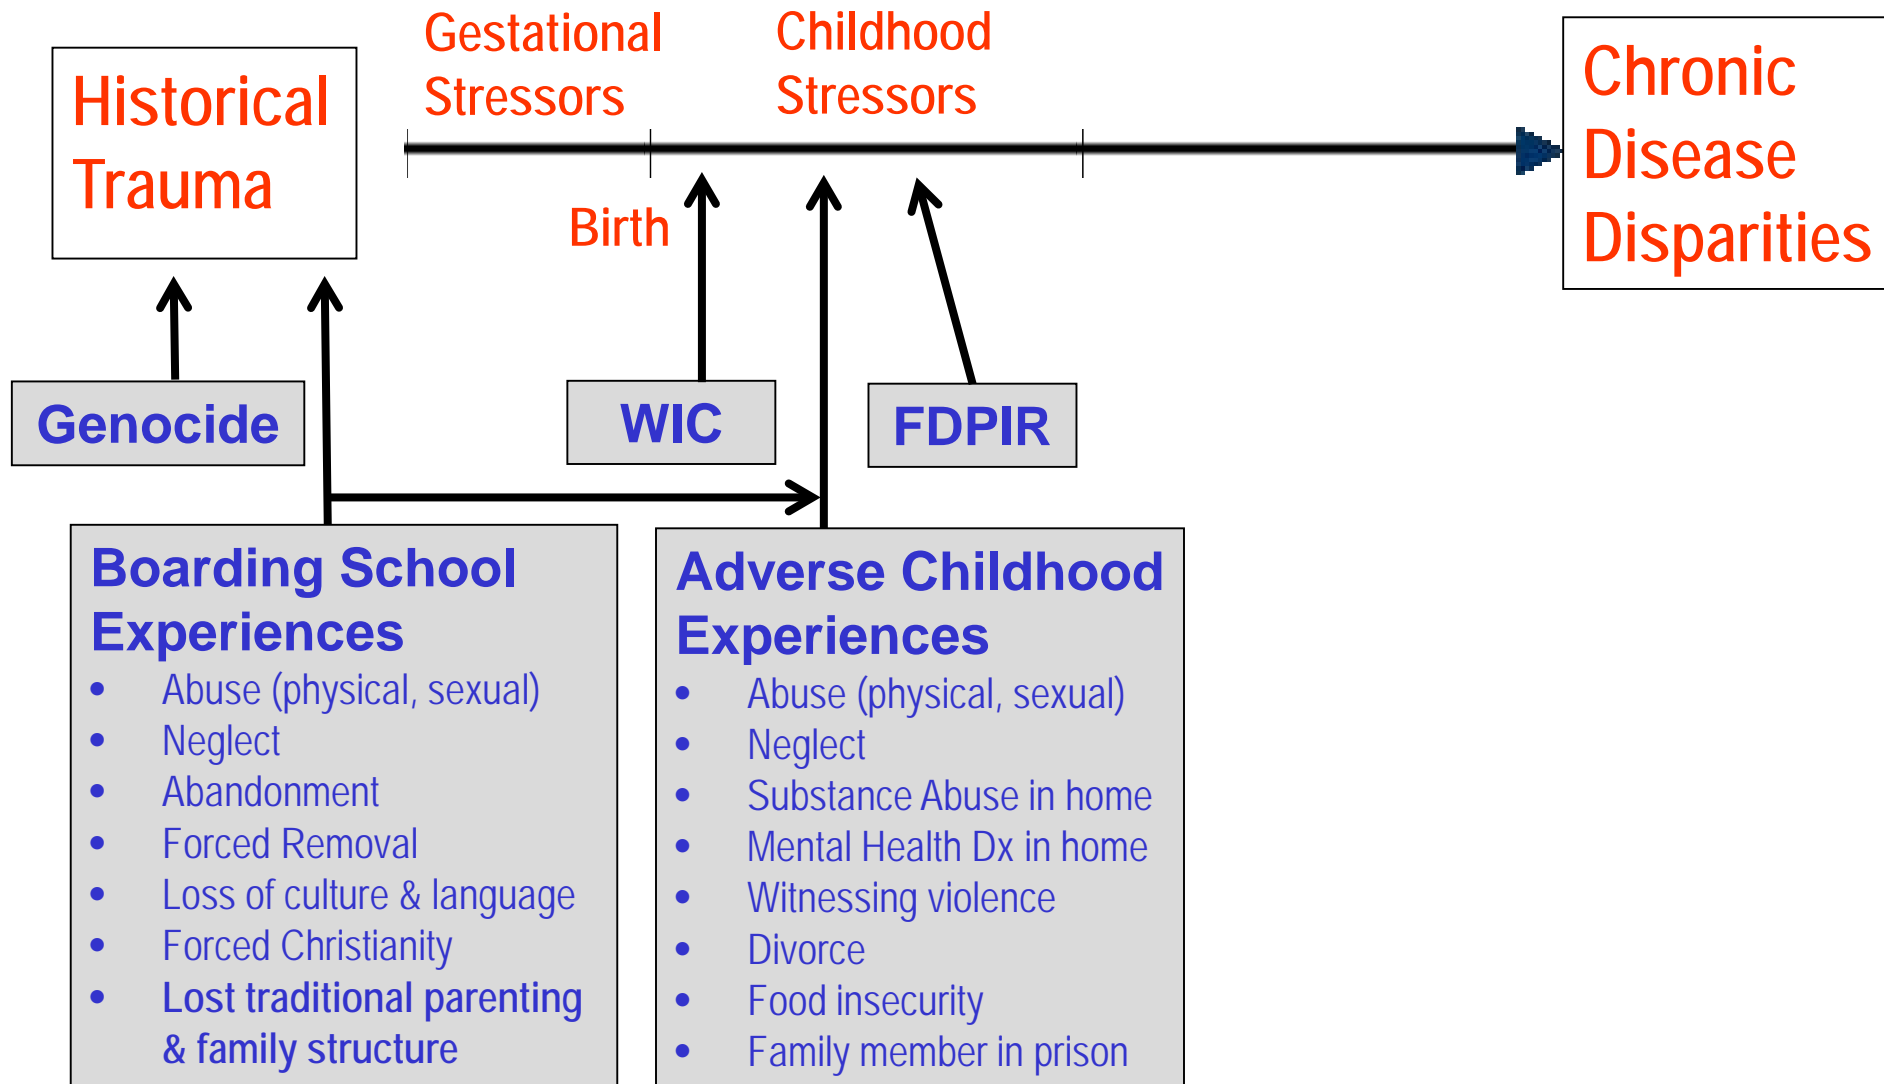 Historical
Trauma
Gestational
Stressors
Childhood
Stressors
Chronic
Disease
Disparities
Birth
Genocide
WIC
FDPIR
Boarding School
Experiences
• Abuse (physical, sexual)
• Neglect
• Abandonment
• Forced Removal
• Loss of culture & language
• Forced Christianity
• Lost traditional parenting
& family structure
Adverse Childhood
Experiences
• Abuse (physical, sexual)
• Neglect
• Substance Abuse in home
• Mental Health Dx in home
• Witnessing violence
• Divorce
• Food insecurity
• Family member in prison